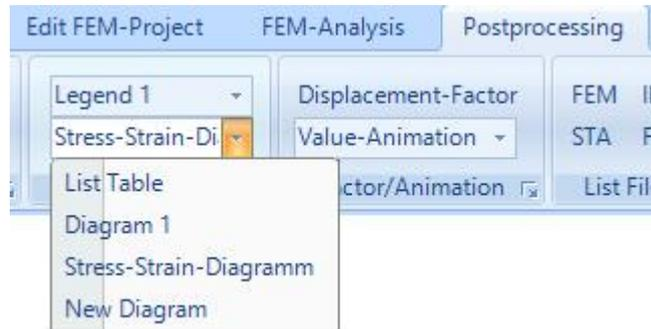 Edit FEM-Project FEM-Analysis Postprocessing
Legend 1 Displacement-Factor FEM
Stress-Strain-Di Value-Animation STA
ctor/Animation List Fil
List Table
Diagram 1
Stress-Strain-Diagramm
New Diagram